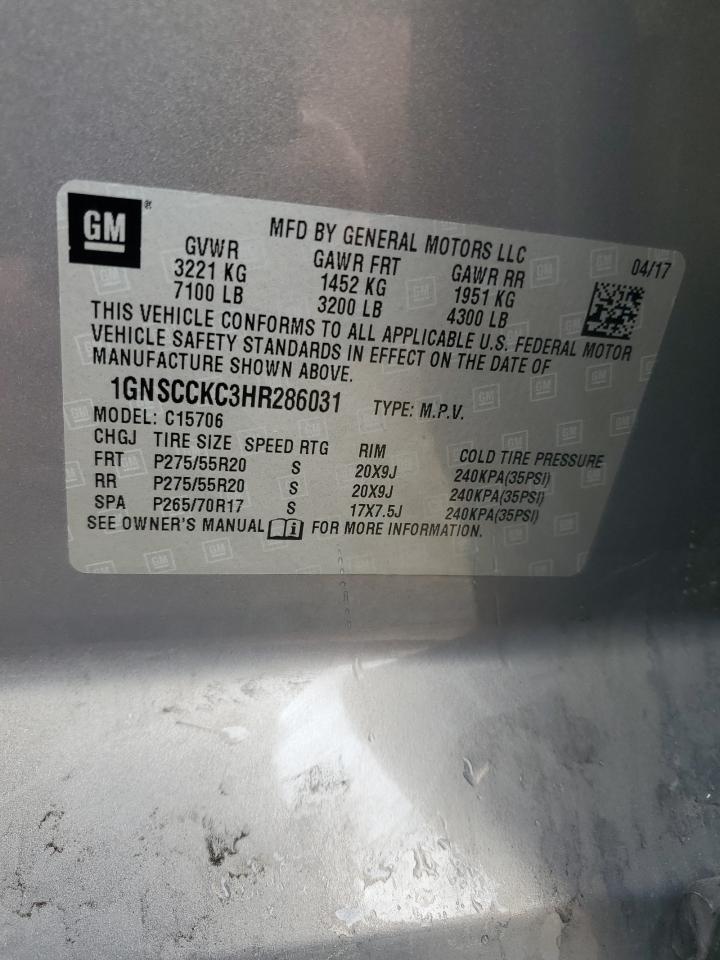 GM®
MFD BY GENERAL MOTORS LLC
04/17
GVWR GAWR FRT GAWR RR
3221 KG 1452 KG 1951 KG
7100 LB 3200 LB 4300 LB
THIS VEHICLE CONFORMS TO ALL APPLICABLE U.S. FEDERAL MOTOR
VEHICLE SAFETY STANDARDS IN EFFECT ON THE DATE OF
MANUFACTURE SHOWN ABOVE.
1GNSCCKC3HR286031 TYPE: M.P.V.
MODEL: C15706
CHGJ TIRE SIZE SPEED RTG RIM COLD TIRE PRESSURE
FRT P275/55R20 S 20X9J 240KPA(35PSI)
RR P275/55R20 S 20X9J 240KPA(35PSI)
SPA P265/70R17 S 17X7.5J 240KPA(35PSI)
SEE OWNER'S MANUAL i FOR MORE INFORMATION.